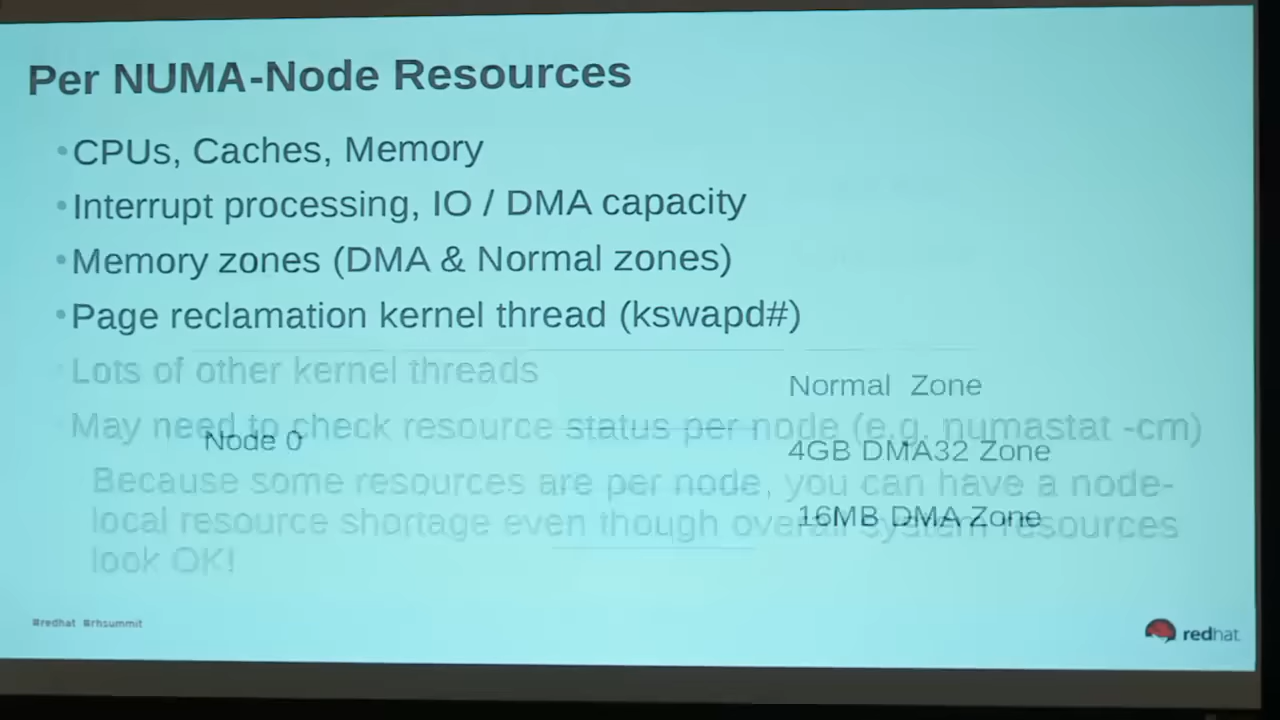 Per NUMA-Node Resources
•CPUs, Caches, Memory
•Interrupt processing, IO / DMA capacity
•Memory zones (DMA & Normal zones)
•Page reclamation kernel thread (kswapd#)
Lots of other kernel threads
Normal Zone
May need to check resource status per node (e.g. numastat -cm)
Node 0
4GB DMA32 Zone
Because some resources are per node, you can have a node-
local resource shortage even though overall system resources
16MB DMA Zone
look OK!
#redhat #rhsummit
redhat